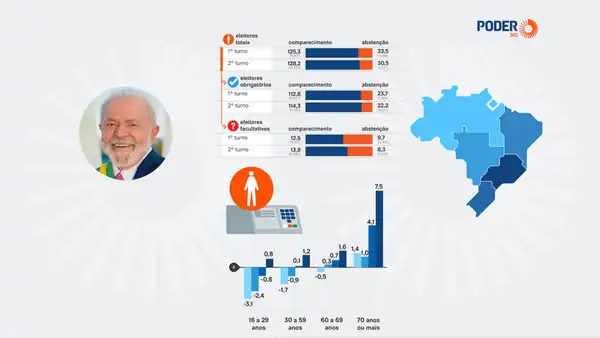 PODER
360
eleitores
totais
comparecimento
abstenção
1º turno
125,3
33,5
2º turno
128,2
30,5
eleitores
obrigatórios
comparecimento
abstenção
1º turno
112,8
23,7
2º turno
114,3
22,2
eleitores
facultativos
comparecimento
abstenção
1º turno
12,5
9,7
2º turno
13,9
8,3
7,5
4,1
1,4
1,0
1,6
0,7
0,3
-0,5
1,2
0,1
-0,9
-1,7
0,8
-0,8
-2,4
-3,1
0
16 a 29
anos
30 a 59
anos
60 a 69
anos
70 anos
ou mais